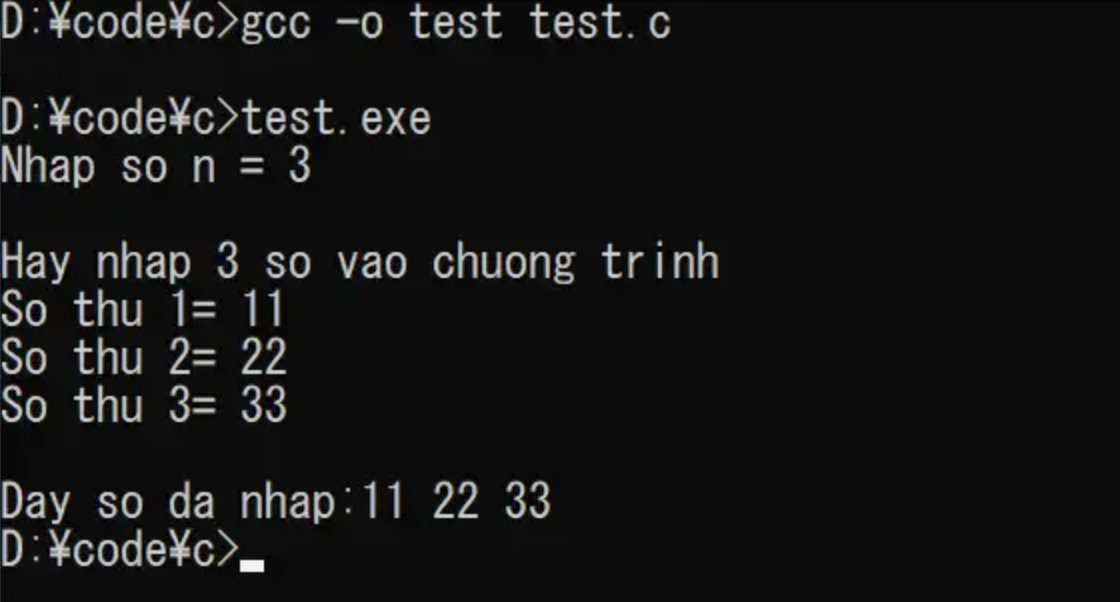 D:¥code¥c>gcc -o test test.c
D:¥code¥c>test.exe
Nhap so n = 3
Hay nhap 3 so vao chuong trinh
So thu 1= 11
So thu 2= 22
So thu 3= 33
Day so da nhap:11 22 33
D:¥code¥c>